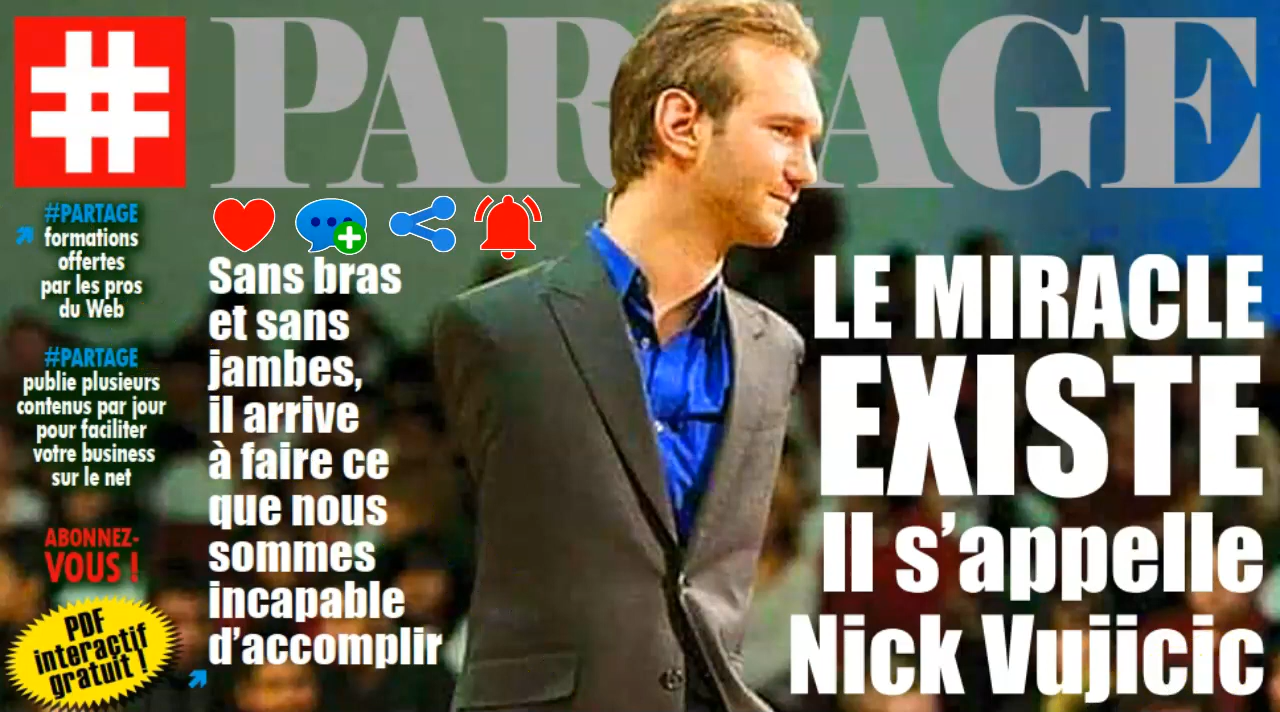 # PARTAGE
#PARTAGE
formations
offertes
par les pros
du Web
#PARTAGE
publie plusieurs
contenus par jour
pour faciliter
votre business
sur le net
ABONNEZ-
VOUS !
PDF
interactif
gratuit !
Sans bras
et sans
jambes,
il arrive
à faire ce
que nous
sommes
incapable
d'accomplir
LE MIRACLE
EXISTE
Il s'appelle
Nick Vujicic